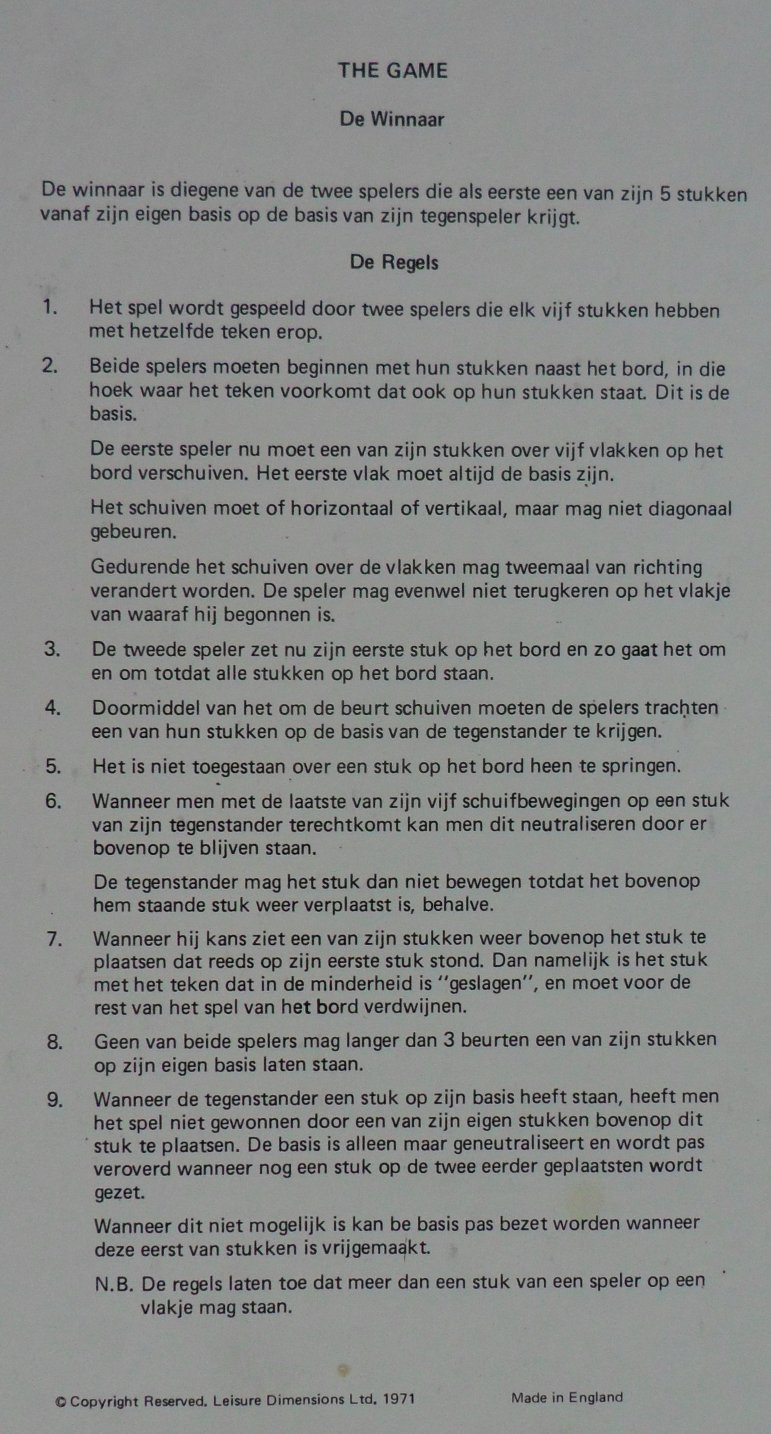 THE GAME
De Winnaar
De winnaar is diegene van de twee spelers die als eerste een van zijn 5 stukken
vanaf zijn eigen basis op de basis van zijn tegenspeler krijgt.
De Regels
1. Het spel wordt gespeeld door twee spelers die elk vijf stukken hebben
met hetzelfde teken erop.
2. Beide spelers moeten beginnen met hun stukken naast het bord, in die
hoek waar het teken voorkomt dat ook op hun stukken staat. Dit is de
basis.
De eerste speler nu moet een van zijn stukken over vijf vlakken op het
bord verschuiven. Het eerste vlak moet altijd de basis zijn.
Het schuiven moet of horizontaal of vertikaal, maar mag niet diagonaal
gebeuren.
Gedurende het schuiven over de vlakken mag tweemaal van richting
verandert worden. De speler mag evenwel niet terugkeren op het vlakje
van waaraf hij begonnen is.
3. De tweede speler zet nu zijn eerste stuk op het bord en zo gaat het om
en om totdat alle stukken op het bord staan.
4. Doormiddel van het om de beurt schuiven moeten de spelers trachten
een van hun stukken op de basis van de tegenstander te krijgen.
5. Het is niet toegestaan over een stuk op het bord heen te springen.
6. Wanneer men met de laatste van zijn vijf schuifbewegingen op een stuk
van zijn tegenstander terechtkomt kan men dit neutraliseren door er
bovenop te blijven staan.
De tegenstander mag het stuk dan niet bewegen totdat het bovenop
hem staande stuk weer verplaatst is, behalve.
7. Wanneer hij kans ziet een van zijn stukken weer bovenop het stuk te
plaatsen dat reeds op zijn eerste stuk stond. Dan namelijk is het stuk
met het teken dat in de minderheid is "geslagen", en moet voor de
rest van het spel van het bord verdwijnen.
8. Geen van beide spelers mag langer dan 3 beurten een van zijn stukken
op zijn eigen basis laten staan.
9. Wanneer de tegenstander een stuk op zijn basis heeft staan, heeft men
het spel niet gewonnen door een van zijn eigen stukken bovenop dit
stuk te plaatsen. De basis is alleen maar geneutraliseert en wordt pas
veroverd wanneer nog een stuk op de twee eerder geplaatsten wordt
gezet.
Wanneer dit niet mogelijk is kan be basis pas bezet worden wanneer
deze eerst van stukken is vrijgemaakt.
N.B. De regels laten toe dat meer dan een stuk van een speler op een
vlakje mag staan.
© Copyright Reserved. Leisure Dimensions Ltd. 1971 Made in England